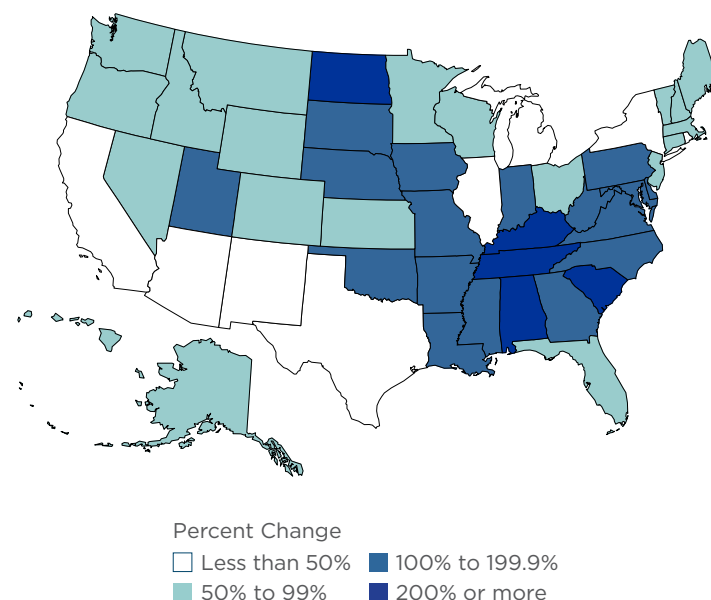 Percent Change
Less than 50% 100% to 199.9%
50% to 99% 200% or more